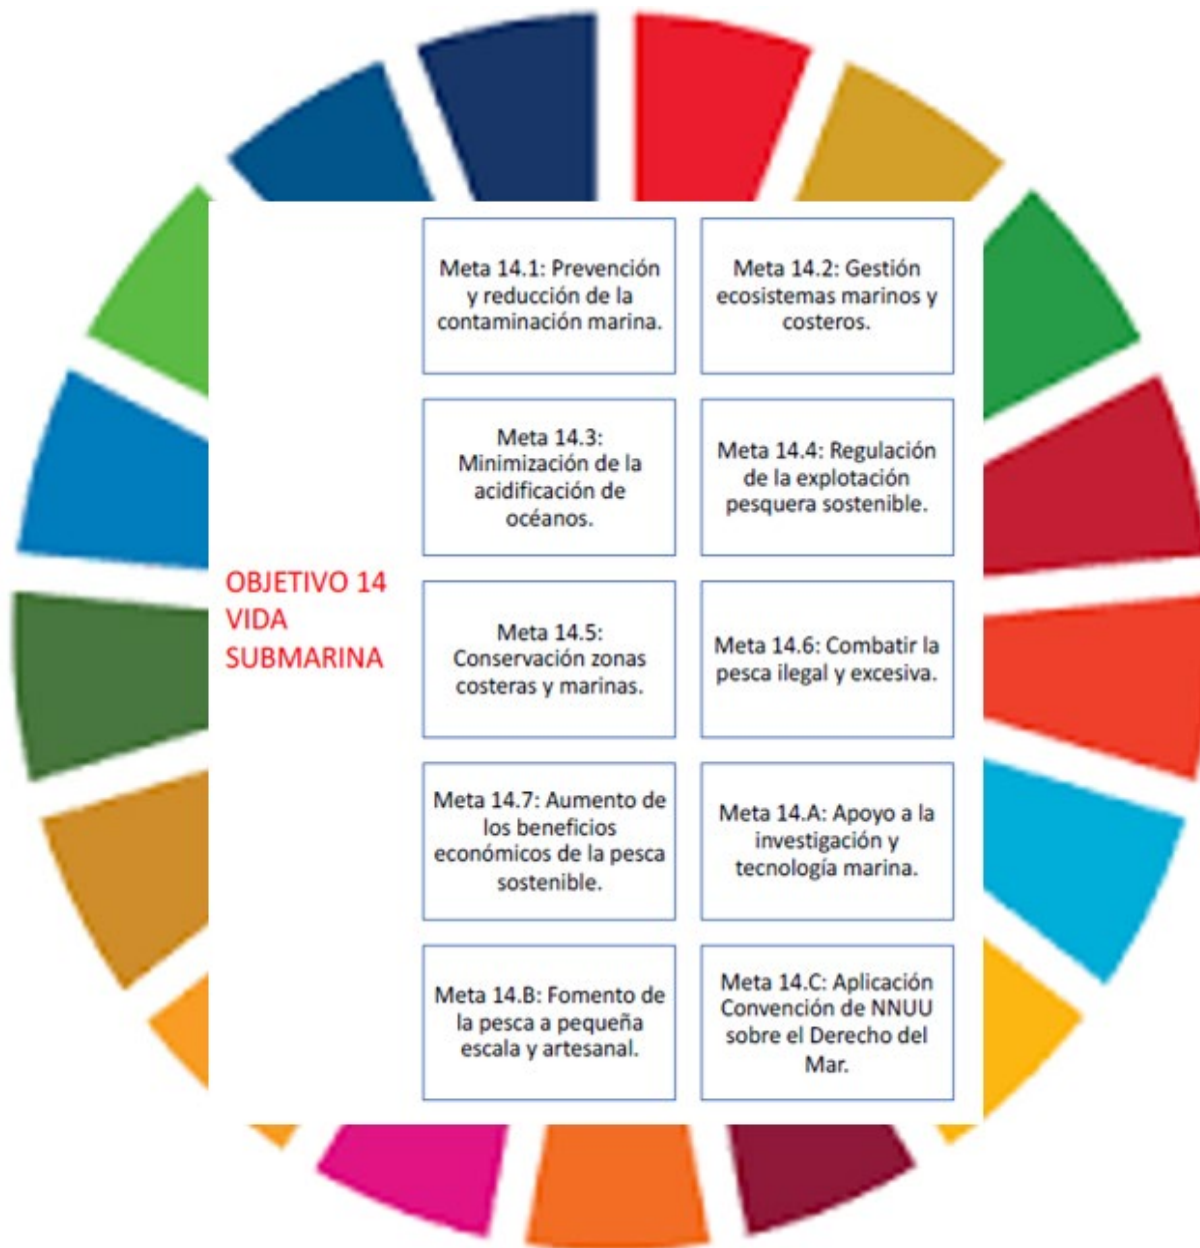 OBJETIVO 14
VIDA
SUBMARINA
Meta 14.1: Prevención
y reducción de la
contaminación marina.
Meta 14.2: Gestión
ecosistemas marinos y
costeros.
Meta 14.3:
Minimización de la
acidificación de
océanos.
Meta 14.4: Regulación
de la explotación
pesquera sostenible.
Meta 14.5:
Conservación zonas
costeras y marinas.
Meta 14.6: Combatir la
pesca ilegal y excesiva.
Meta 14.7: Aumento de
los beneficios
económicos de la pesca
sostenible.
Meta 14.A: Apoyo a la
investigación y
tecnología marina.
Meta 14.B: Fomento de
la pesca a pequeña
escala y artesanal.
Meta 14.C: Aplicación
Convención de NNUU
sobre el Derecho del
Mar.